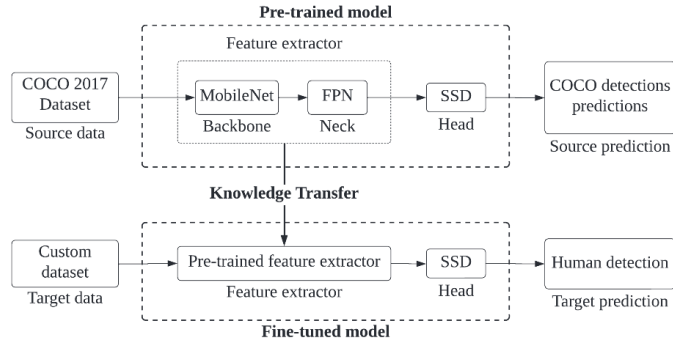 Pre-trained model
Feature extractor
COCO 2017
Dataset
Source data
MobileNet
Backbone
FPN
Neck
SSD
Head
COCO detections
predictions
Source prediction
Knowledge Transfer
Custom
dataset
Target data
Pre-trained feature extractor
Feature extractor
SSD
Head
Human detection
Target prediction
Fine-tuned model